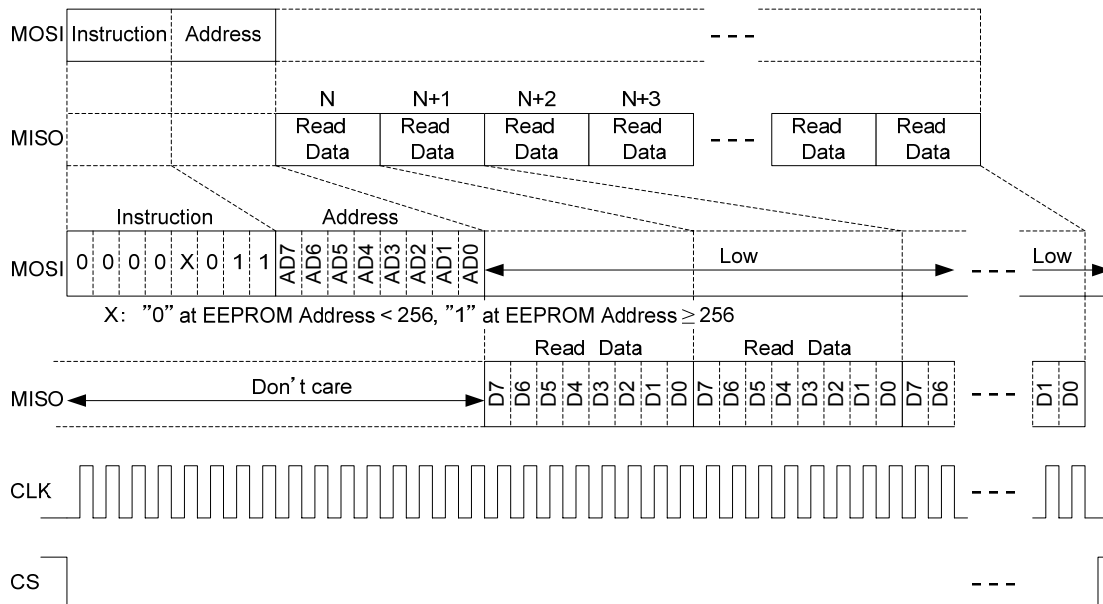 MOSI Instruction Address
N N+1 N+2 N+3
MISO Read Data Read Data Read Data Read Data Read Data Read Data
Instruction Address
MOSI 0 0 0 0 X 0 1 1 AD7 AD6 AD5 AD4 AD3 AD2 AD1 AD0 Low Low
X: ”0” at EEPROM Address < 256, ”1” at EEPROM Address ≥ 256
Read Data Read Data
MISO Don’t care D7 D6 D5 D4 D3 D2 D1 D0 D7 D6 D5 D4 D3 D2 D1 D0 D7 D6 D1 D0
CLK
CS